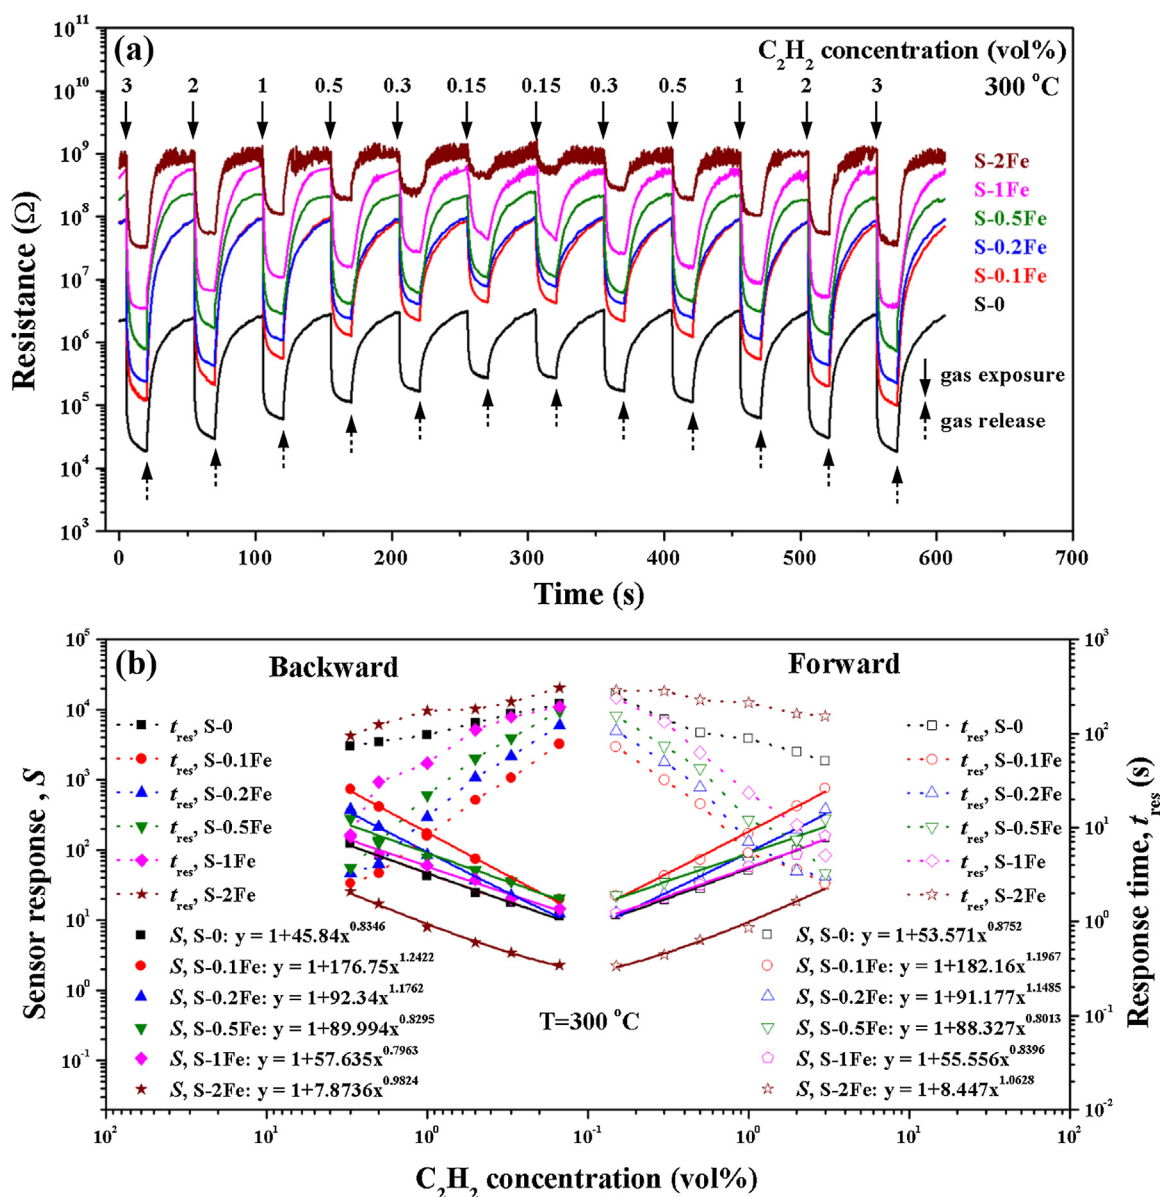 (a)
C2H2 concentration (vol%)
3 2 1 0.5 0.3 0.15 0.15 0.3 0.5 1 2 3 300 °C
10^11
10^10
10^9
10^8
10^7
10^6
10^5
10^4
10^3
Resistance (Ω)
S-2Fe
S-1Fe
S-0.5Fe
S-0.2Fe
S-0.1Fe
S-0
gas exposure
gas release
0 100 200 300 400 500 600 700
Time (s)
(b)
Backward Forward
10^5
10^4
10^3
10^2
10^1
10^0
10^-1
Sensor response , S
tres, S-0
tres, S-0.1Fe
tres, S-0.2Fe
tres, S-0.5Fe
tres, S-1Fe
tres, S-2Fe
S, S-0: y = 1+45.84x^0.8346
S, S-0.1Fe: y = 1+176.75x^1.2422
S, S-0.2Fe: y = 1+92.34x^1.1762
S, S-0.5Fe: y = 1+89.994x^0.8295
S, S-1Fe: y = 1+57.635x^0.7963
S, S-2Fe: y = 1+7.8736x^0.9824
T=300 °C
tres, S-0
tres, S-0.1Fe
tres, S-0.2Fe
tres, S-0.5Fe
tres, S-1Fe
tres, S-2Fe
S, S-0: y = 1+53.571x^0.8752
S, S-0.1Fe: y = 1+182.16x^1.1967
S, S-0.2Fe: y = 1+91.177x^1.1485
S, S-0.5Fe: y = 1+88.327x^0.8013
S, S-1Fe: y = 1+55.556x^0.8396
S, S-2Fe: y = 1+8.447x^1.0628
10^3
10^2
10^1
10^0
10^-1
10^-2
Response time, tres (s)
10^2 10^1 10^0 10^-1 10^0 10^1 10^2
C2H2 concentration (vol%)